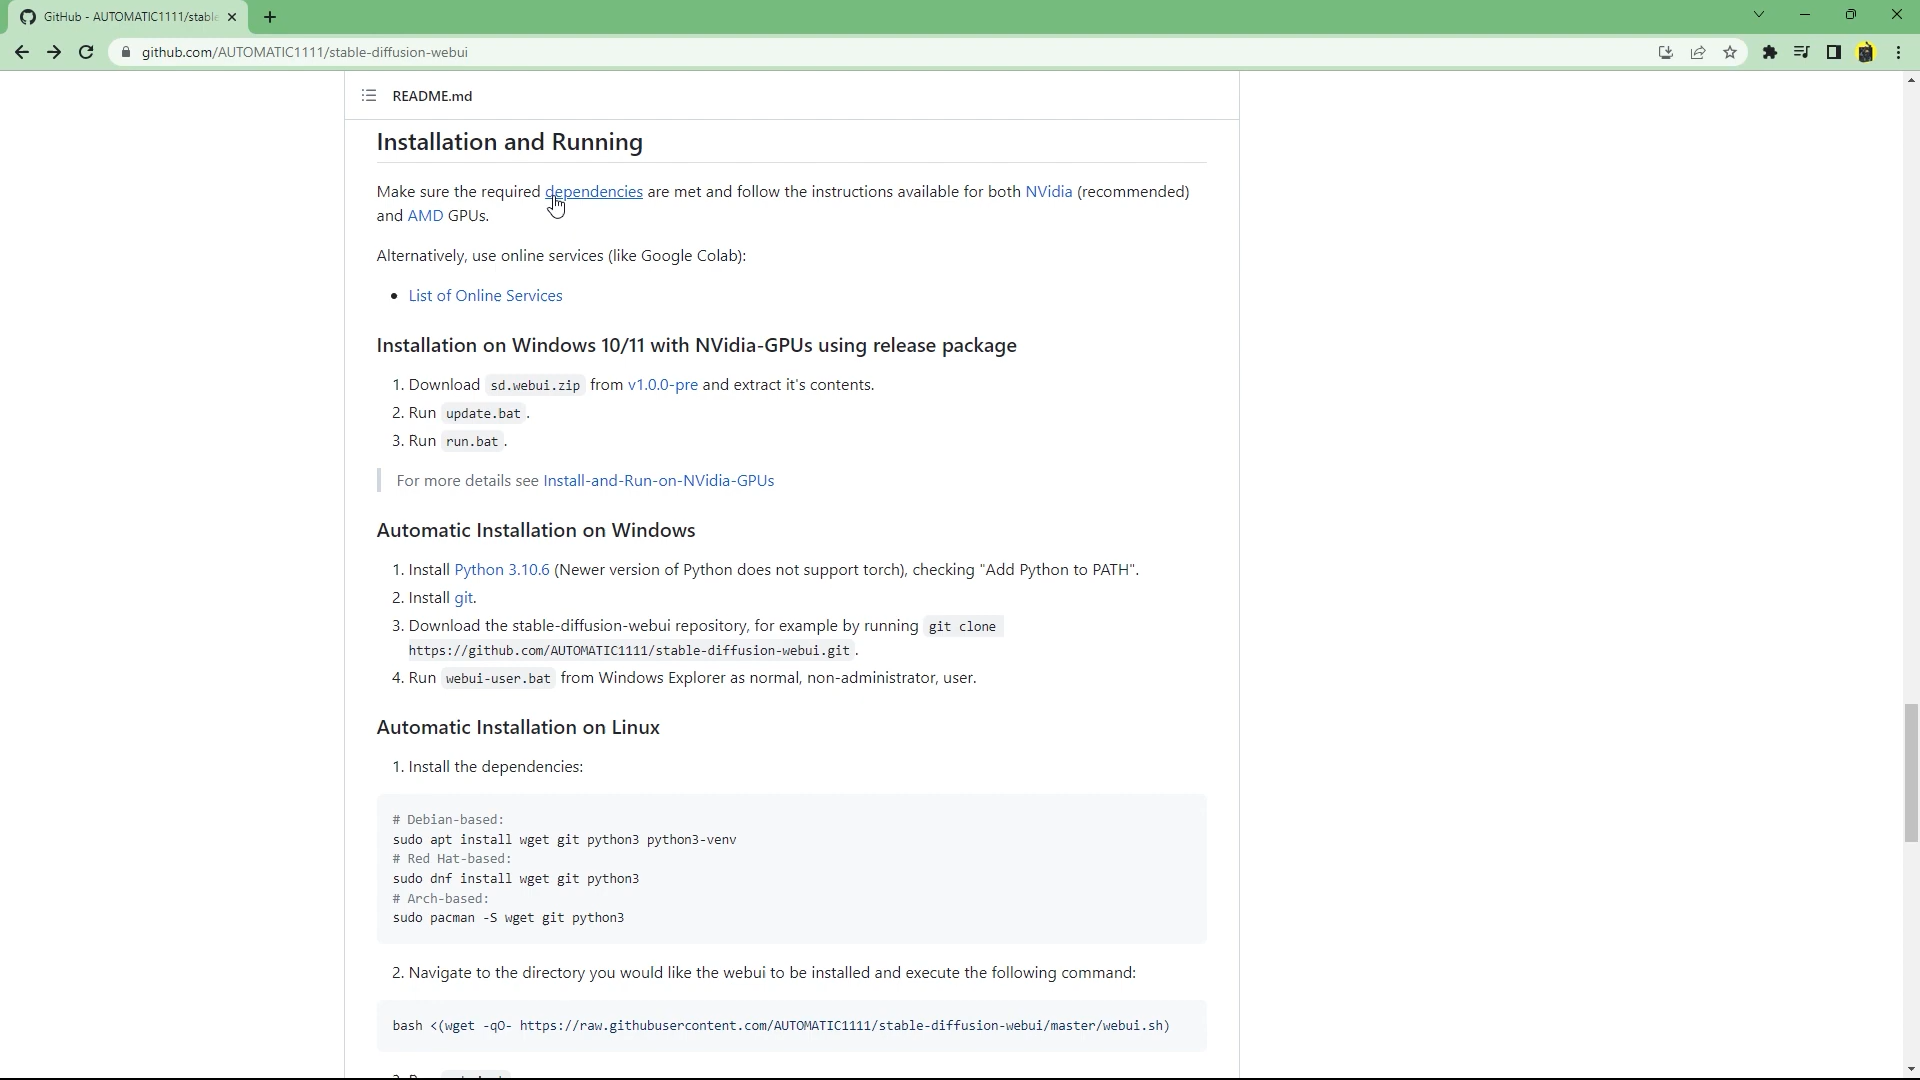 GitHub - AUTOMATIC1111/stable
github.com/AUTOMATIC1111/stable-diffusion-webui
README.md
Installation and Running
Make sure the required dependencies are met and follow the instructions available for both NVidia (recommended)
and AMD GPUs.
Alternatively, use online services (like Google Colab):
• List of Online Services
Installation on Windows 10/11 with NVidia-GPUs using release package
1. Download sd.webui.zip from v1.0.0-pre and extract it's contents.
2. Run update.bat .
3. Run run.bat .
For more details see Install-and-Run-on-NVidia-GPUs
Automatic Installation on Windows
1. Install Python 3.10.6 (Newer version of Python does not support torch), checking "Add Python to PATH".
2. Install git.
3. Download the stable-diffusion-webui repository, for example by running git clone
https://github.com/AUTOMATIC1111/stable-diffusion-webui.git .
4. Run webui-user.bat from Windows Explorer as normal, non-administrator, user.
Automatic Installation on Linux
1. Install the dependencies:
# Debian-based:
sudo apt install wget git python3 python3-venv
# Red Hat-based:
sudo dnf install wget git python3
# Arch-based:
sudo pacman -S wget git python3
2. Navigate to the directory you would like the webui to be installed and execute the following command:
bash <(wget -qO- https://raw.githubusercontent.com/AUTOMATIC1111/stable-diffusion-webui/master/webui.sh)